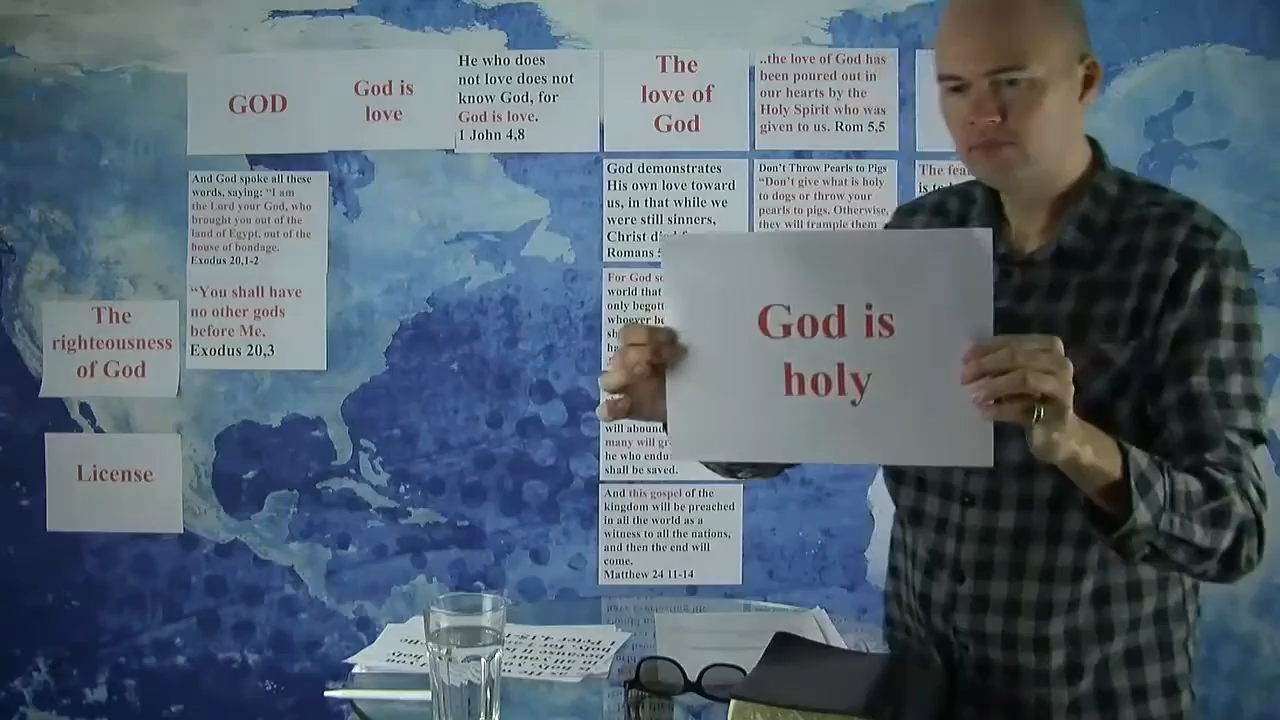 GOD
God is
love
He who does
not love does not
know God, for
God is love.
1 John 4,8
The
love of
God
..the love of God has
been poured out in
our hearts by the
Holy Spirit who was
given to us. Rom 5,5
And God spoke all these
words, saying: “I am
the Lord your God, who
brought you out of the
land of Egypt, out of the
house of bondage.
Exodus 20,1-2
“You shall have
no other gods
before Me.
Exodus 20,3
The
righteousness
of God
License
God demonstrates
His own love toward
us, in that while we
were still sinners,
Christ
Romans
For God
world that
only
will
many will
he who
shall be saved.
And this gospel of the
kingdom will be preached
in all the world as a
witness to all the nations,
and then the end will
come.
Matthew 24 11-14
Don't Throw Pearls to Pigs
“Don't give what is holy
to dogs or throw your
pearls to pigs. Otherwise,
they will trample them
The
is
God is
holy